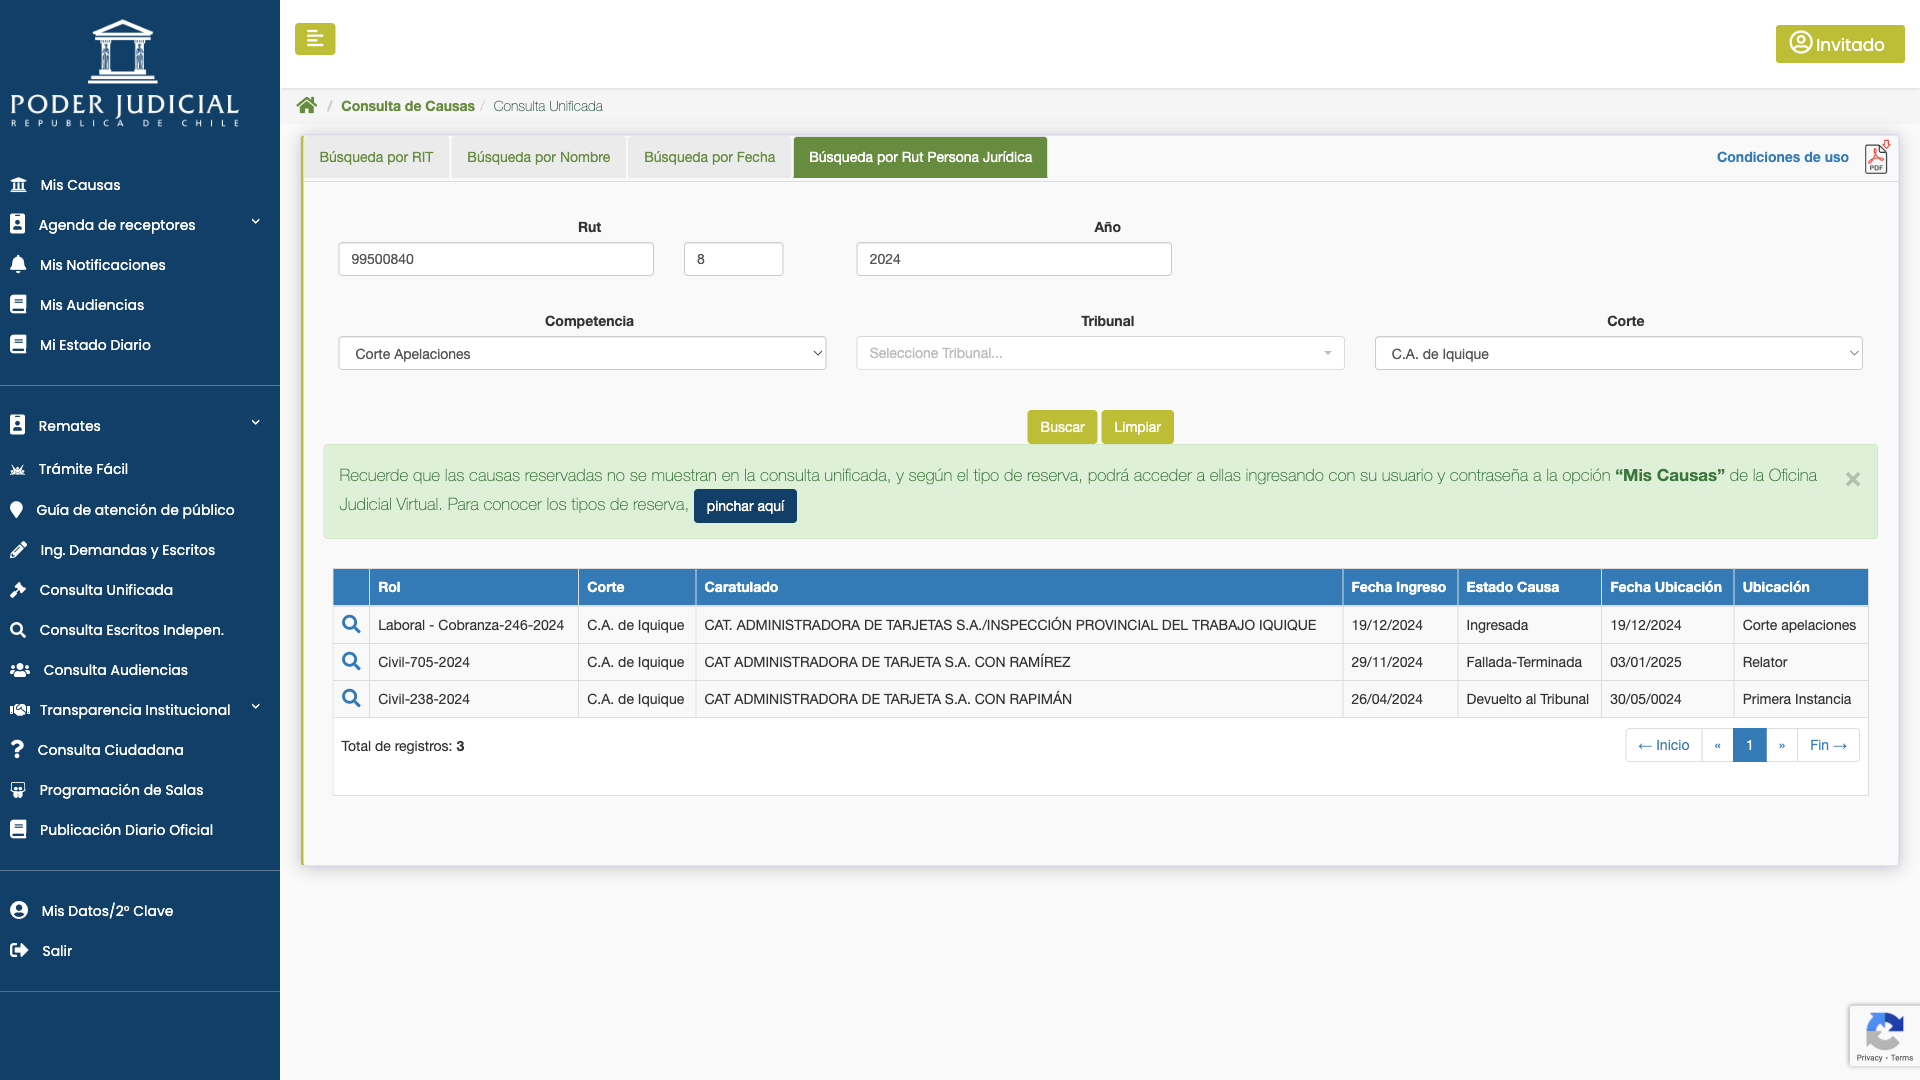 PODER JUDICIAL
REPUBLICA DE CHILE
Mis Causas
Agenda de receptores
Mis Notificaciones
Mis Audiencias
Mi Estado Diario
Remates
Trámite Fácil
Guía de atención de público
Ing. Demandas y Escritos
Consulta Unificada
Consulta Escritos Indepen.
Consulta Audiencias
Transparencia Institucional
Consulta Ciudadana
Programación de Salas
Publicación Diario Oficial
Mis Datos/2º Clave
Salir
Invitado
/ Consulta de Causas / Consulta Unificada
Búsqueda por RIT Búsqueda por Nombre Búsqueda por Fecha Búsqueda por Rut Persona Jurídica Condiciones de uso PDF
Rut Año
99500840 8 2024
Competencia Tribunal Corte
Corte Apelaciones Seleccione Tribunal... C.A. de Iquique
Buscar Limpiar
Recuerde que las causas reservadas no se muestran en la consulta unificada, y según el tipo de reserva, podrá acceder a ellas ingresando con su usuario y contraseña a la opción “Mis Causas” de la Oficina ×
Judicial Virtual. Para conocer los tipos de reserva, pinchar aquí
Rol Corte Caratulado Fecha Ingreso Estado Causa Fecha Ubicación Ubicación
Laboral - Cobranza-246-2024 C.A. de Iquique CAT. ADMINISTRADORA DE TARJETAS S.A./INSPECCIÓN PROVINCIAL DEL TRABAJO IQUIQUE 19/12/2024 Ingresada 19/12/2024 Corte apelaciones
Civil-705-2024 C.A. de Iquique CAT ADMINISTRADORA DE TARJETA S.A. CON RAMÍREZ 29/11/2024 Fallada-Terminada 03/01/2025 Relator
Civil-238-2024 C.A. de Iquique CAT ADMINISTRADORA DE TARJETA S.A. CON RAPIMÁN 26/04/2024 Devuelto al Tribunal 30/05/0024 Primera Instancia
Total de registros: 3 ← Inicio « 1 » Fin →
Privacy - Terms